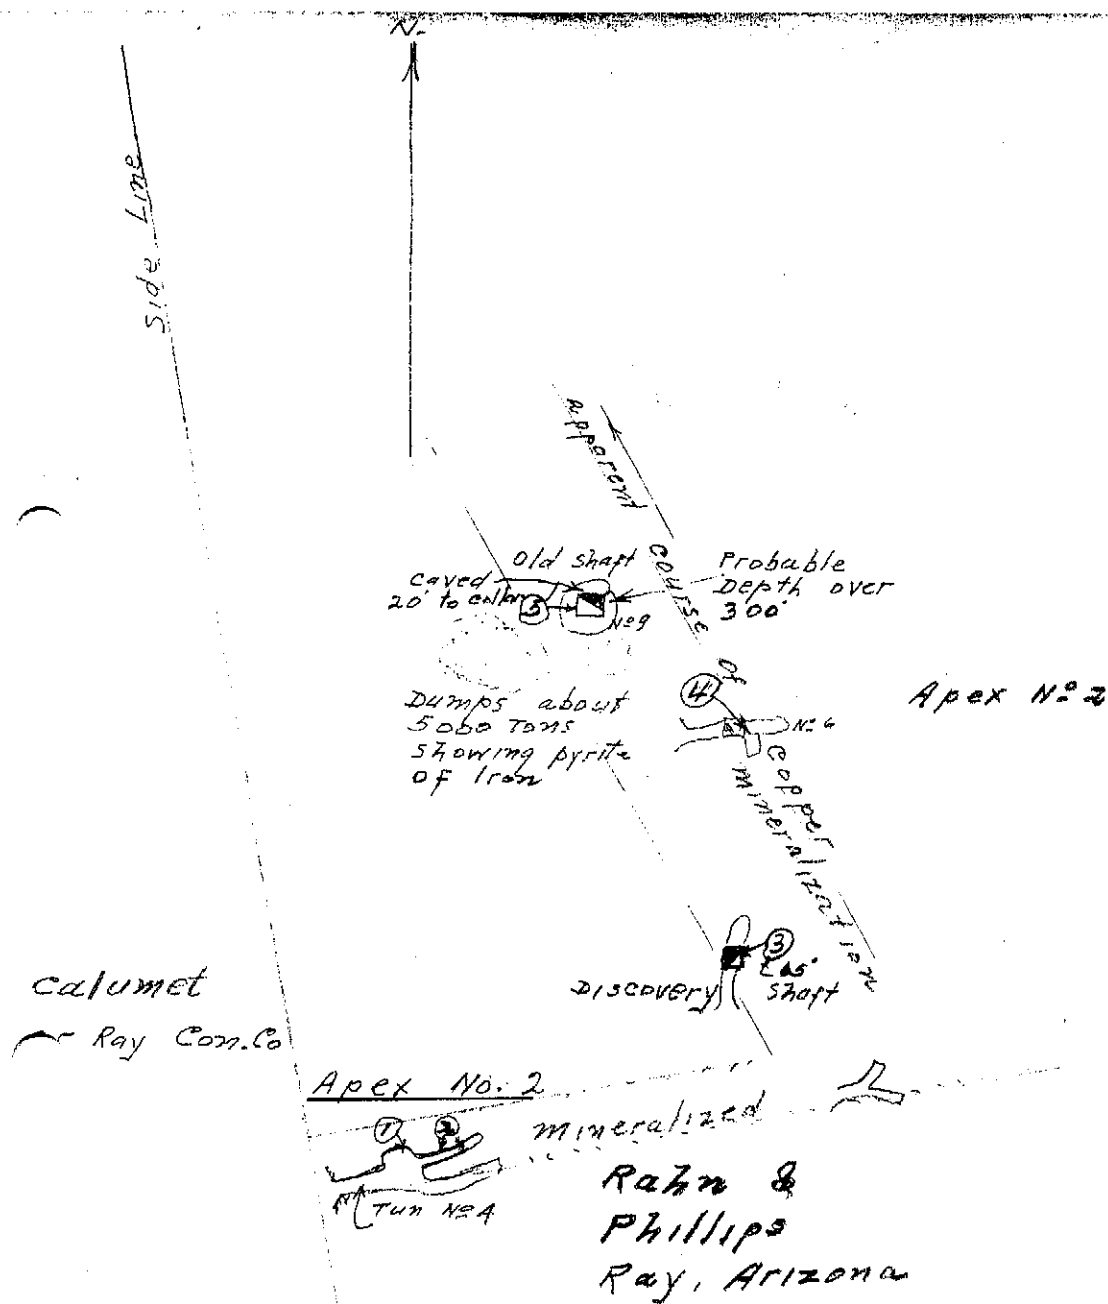 N.
Side Line
Apparent course of copper mineralization
Old shaft
caved
20' to collar
5
No 9
Probable
Depth over
300'
4
No 6
Apex No 2
Dumps about
5000 Tons
showing pyrite
of Iron
3
65'
shaft
Discovery
Calumet
Ray Con. Co
Apex No. 2
1
2
mineralized
Tun No 4
Rahn &
Phillips
Ray, Arizona